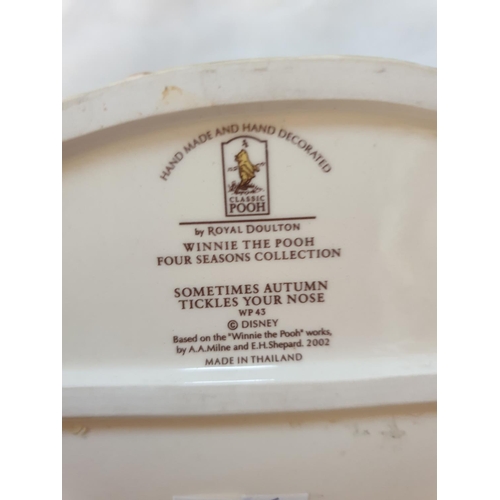 HAND MADE AND HAND DECORATED
CLASSIC
POOH
by ROYAL DOULTON
WINNIE THE POOH
FOUR SEASONS COLLECTION
SOMETIMES AUTUMN
TICKLES YOUR NOSE
WP 43
© DISNEY
Based on the "Winnie the Pooh" works,
by A.A.Milne and E.H.Shepard. 2002
MADE IN THAILAND